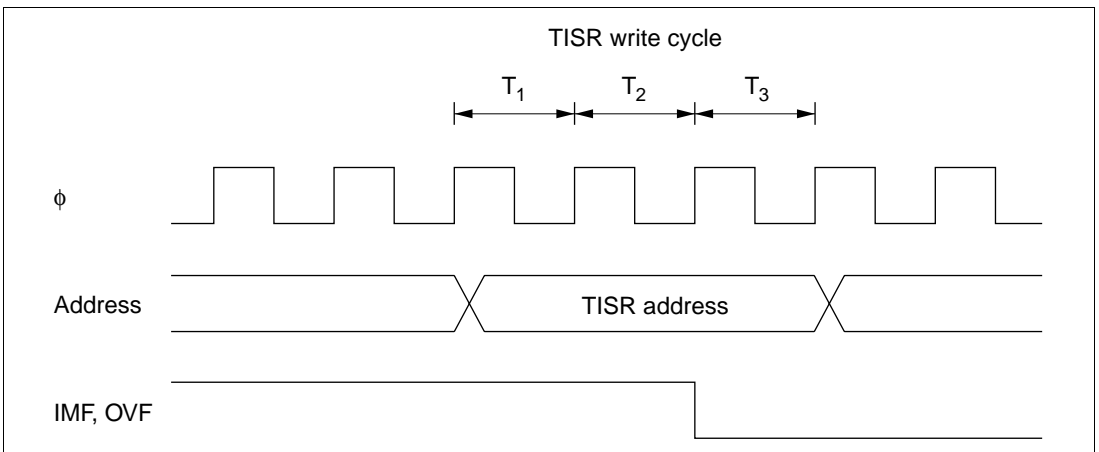 TISR write cycle
T1 T2 T3
ϕ
Address TISR address
IMF, OVF